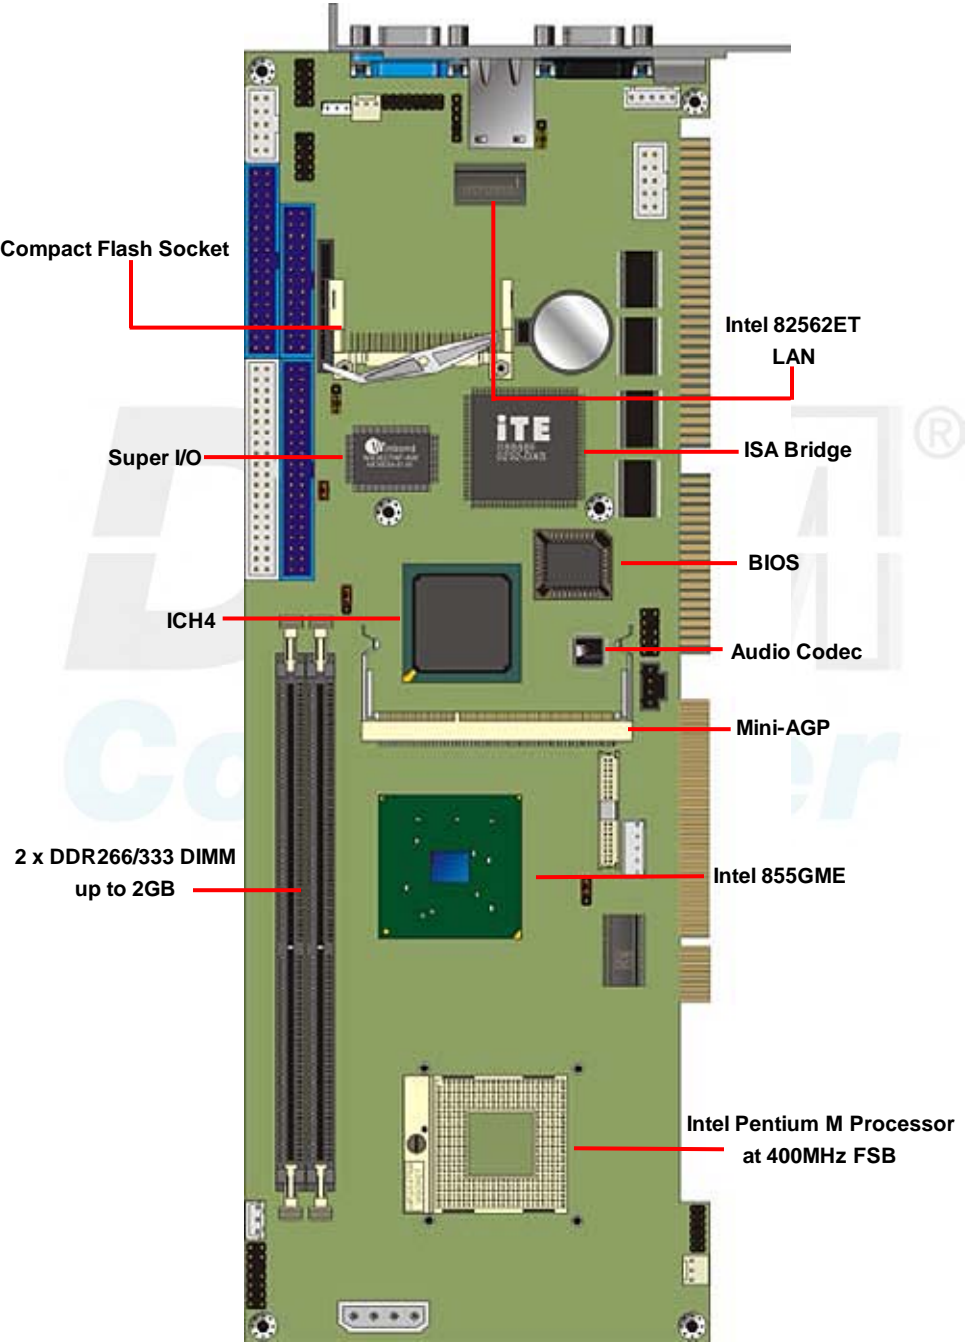 Compact Flash Socket
Intel 82562ET
LAN
iTE
Super I/O
Winbond
ISA Bridge
BIOS
ICH4
Audio Codec
Mini-AGP
2 x DDR266/333 DIMM
up to 2GB
Intel 855GME
Intel Pentium M Processor
at 400MHz FSB
®